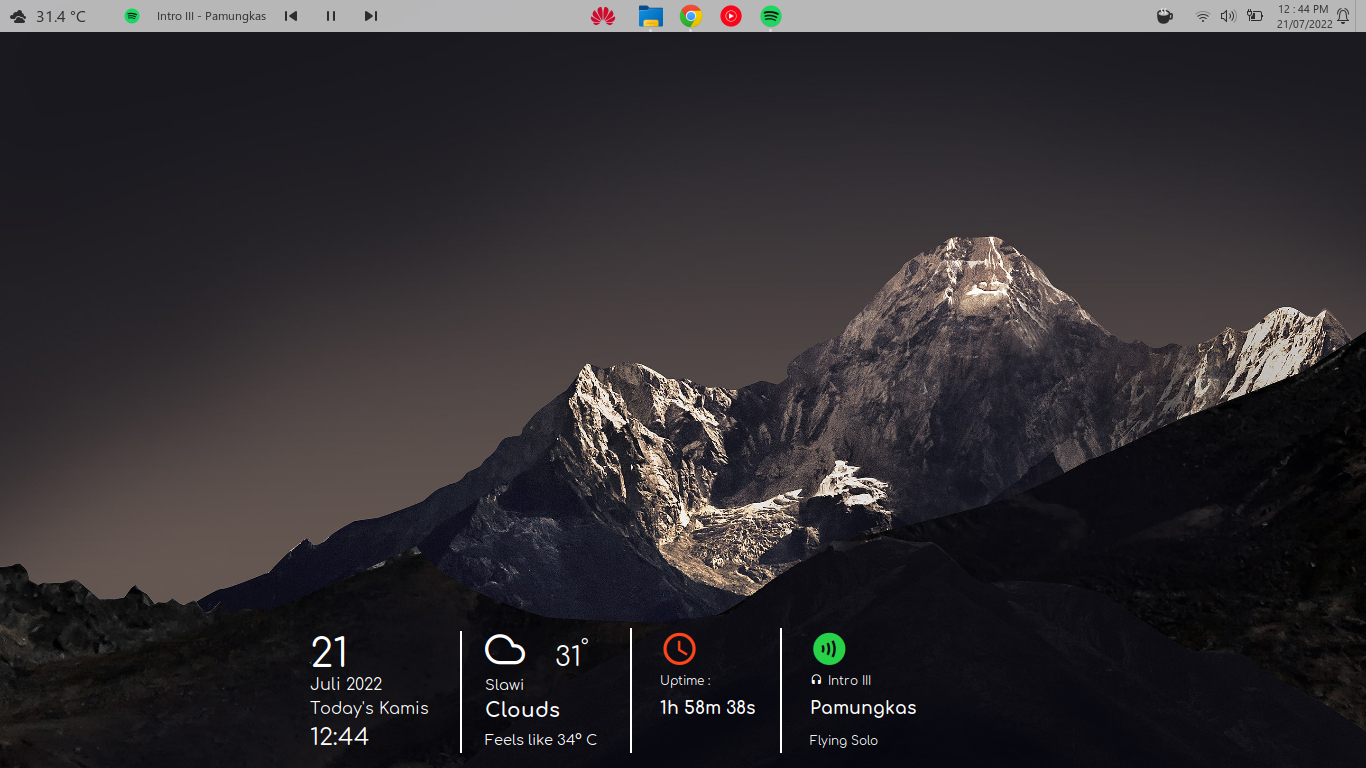 31.4 °C
Intro III - Pamungkas
12 : 44 PM
21/07/2022
21
Juli 2022
Today's Kamis
12:44
31°
Slawi
Clouds
Feels like 34° C
Uptime :
1h 58m 38s
Intro III
Pamungkas
Flying Solo